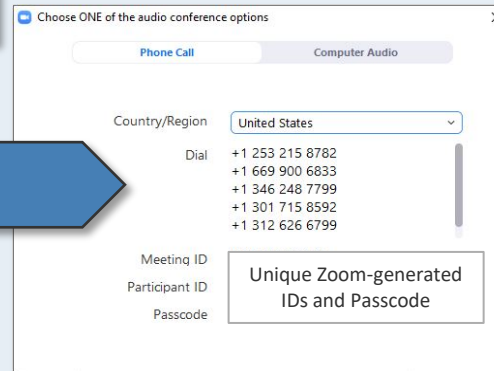 Choose ONE of the audio conference options
Phone Call
Computer Audio
Country/Region
United States
Dial
+1 253 215 8782
+1 669 900 6833
+1 346 248 7799
+1 301 715 8592
+1 312 626 6799
Meeting ID
Participant ID
Passcode
Unique Zoom-generated
IDs and Passcode